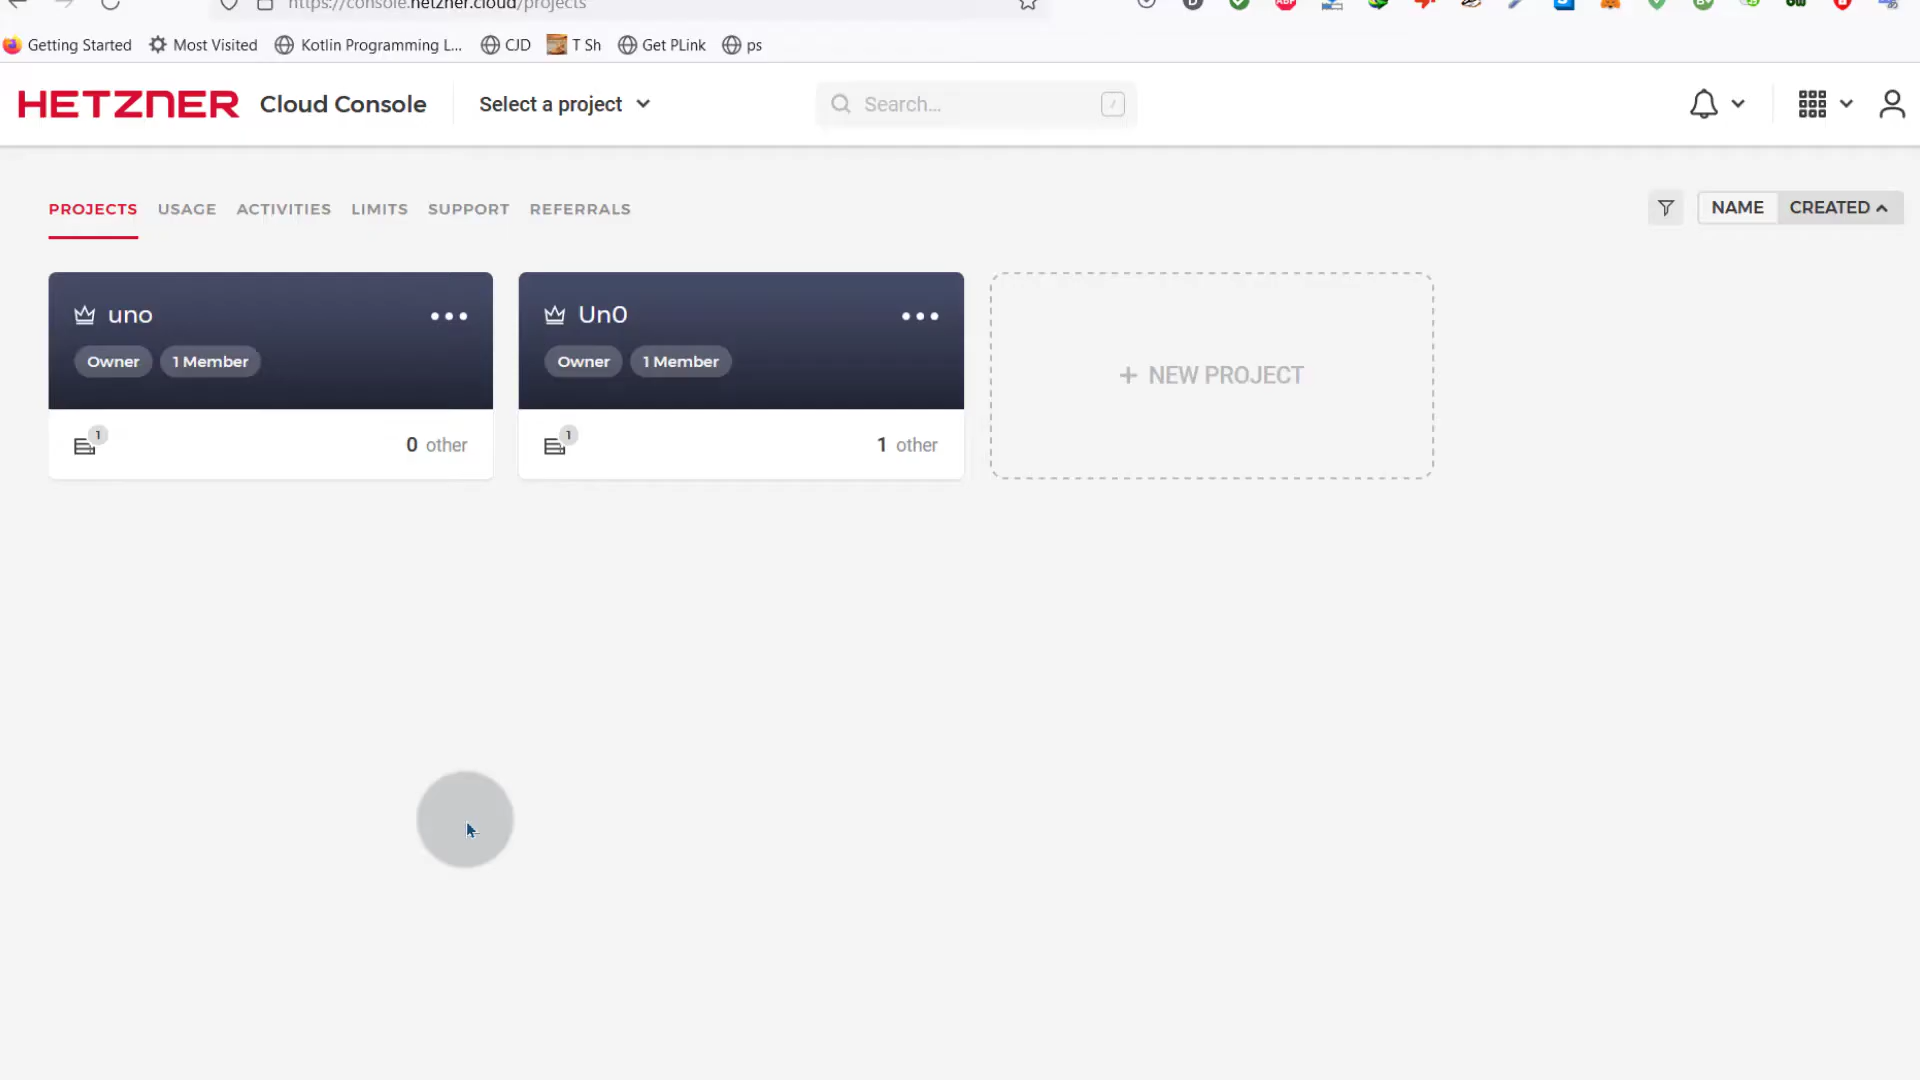 https://console.hetzner.cloud/projects
Getting Started Most Visited Kotlin Programming L... CJD T Sh Get PLink ps
HETZNER Cloud Console Select a project Search... /
PROJECTS USAGE ACTIVITIES LIMITS SUPPORT REFERRALS NAME CREATED
uno Un0
Owner 1 Member Owner 1 Member
+ NEW PROJECT
1 0 other 1 1 other